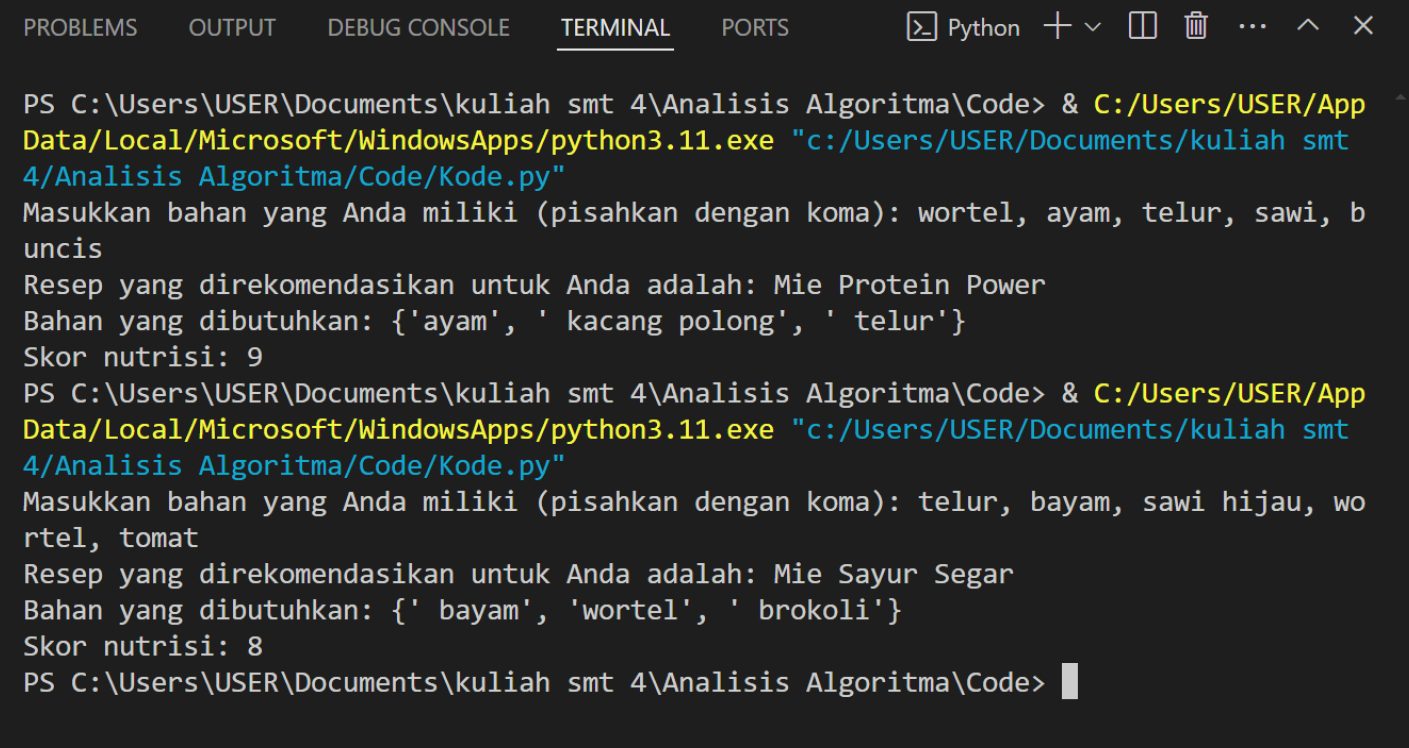 PROBLEMS OUTPUT DEBUG CONSOLE TERMINAL PORTS Python
PS C:\Users\USER\Documents\kuliah smt 4\Analisis Algoritma\Code> & C:/Users/USER/App
Data/Local/Microsoft/WindowsApps/python3.11.exe "c:/Users/USER/Documents/kuliah smt
4/Analisis Algoritma/Code/Kode.py"
Masukkan bahan yang Anda miliki (pisahkan dengan koma): wortel, ayam, telur, sawi, b
uncis
Resep yang direkomendasikan untuk Anda adalah: Mie Protein Power
Bahan yang dibutuhkan: {'ayam', ' kacang polong', ' telur'}
Skor nutrisi: 9
PS C:\Users\USER\Documents\kuliah smt 4\Analisis Algoritma\Code> & C:/Users/USER/App
Data/Local/Microsoft/WindowsApps/python3.11.exe "c:/Users/USER/Documents/kuliah smt
4/Analisis Algoritma/Code/Kode.py"
Masukkan bahan yang Anda miliki (pisahkan dengan koma): telur, bayam, sawi hijau, wo
rtel, tomat
Resep yang direkomendasikan untuk Anda adalah: Mie Sayur Segar
Bahan yang dibutuhkan: {' bayam', 'wortel', ' brokoli'}
Skor nutrisi: 8
PS C:\Users\USER\Documents\kuliah smt 4\Analisis Algoritma\Code>